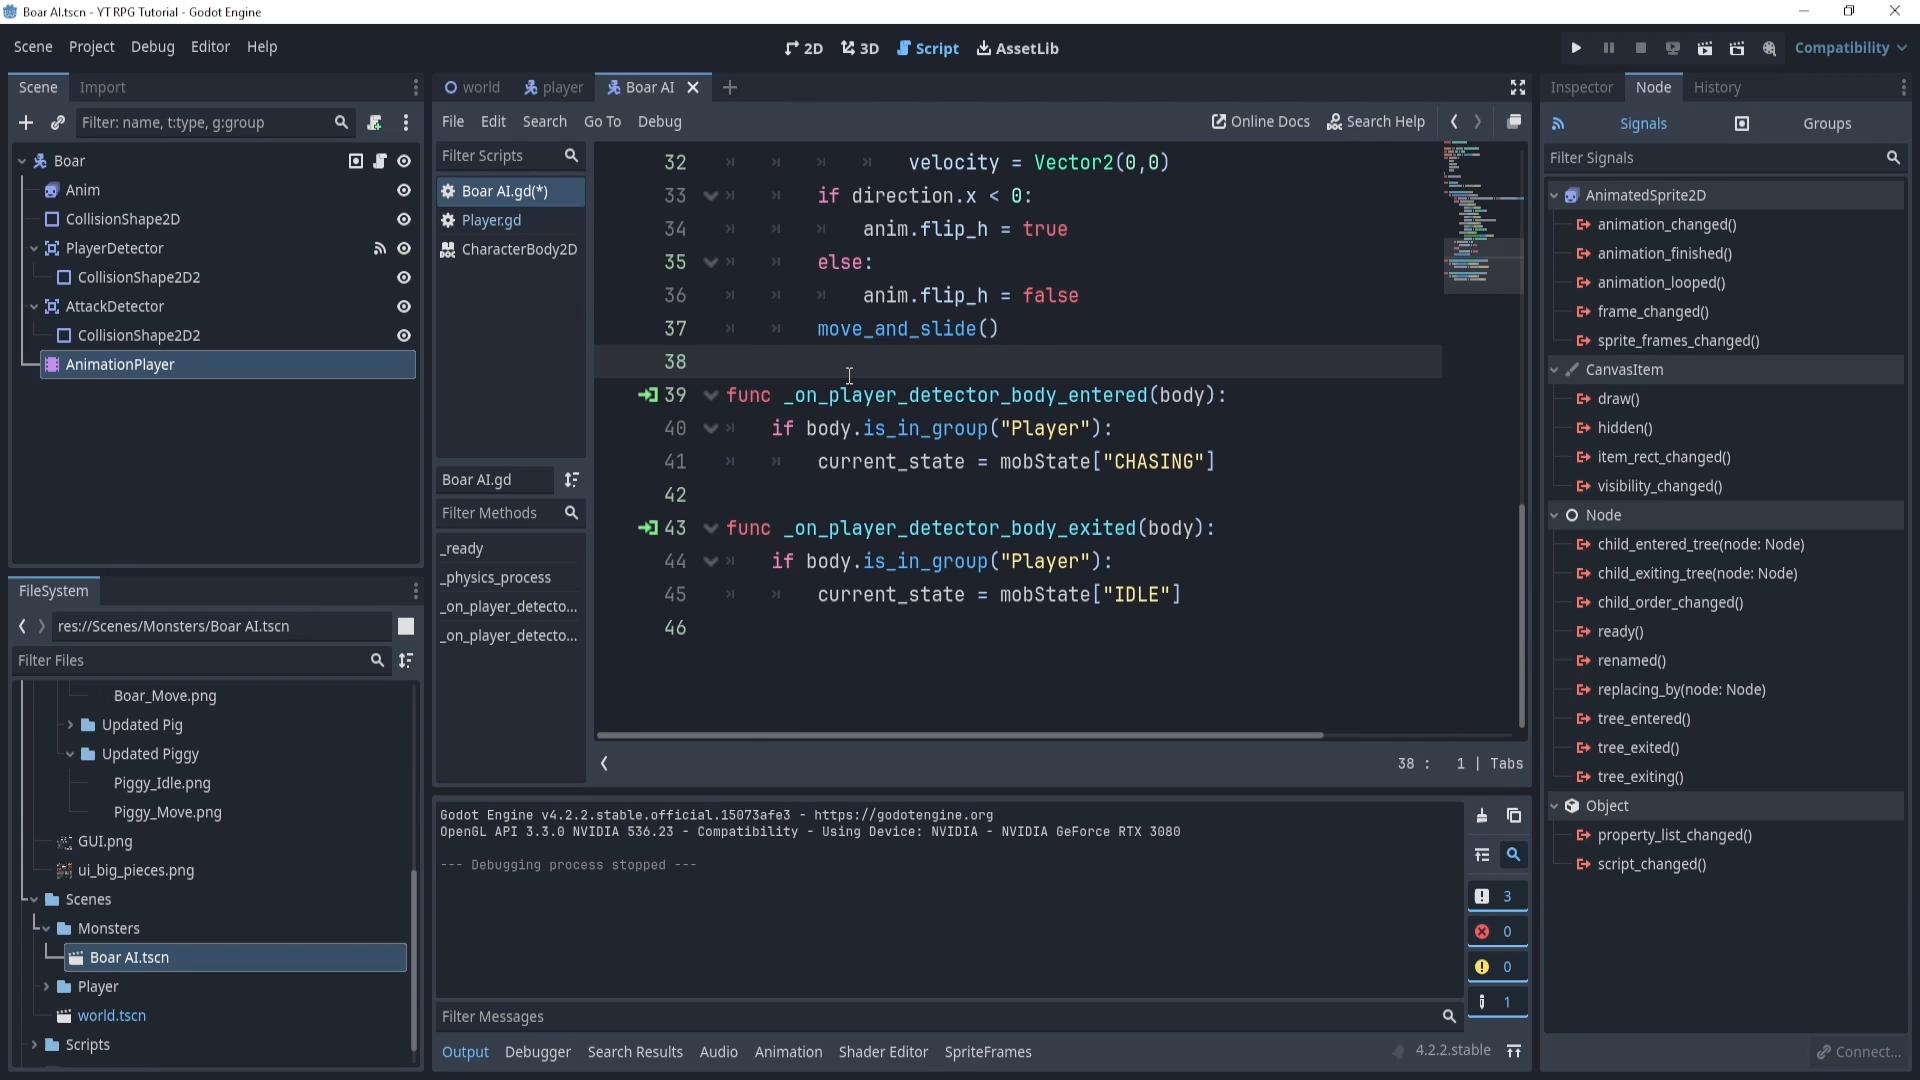 Boar AI.tscn - YT RPG Tutorial - Godot Engine
Scene Project Debug Editor Help
2D 3D Script AssetLib
Compatibility
Scene Import
Filter: name, t:type, g:group
Boar
Anim
CollisionShape2D
PlayerDetector
CollisionShape2D2
AttackDetector
CollisionShape2D2
AnimationPlayer
FileSystem
res://Scenes/Monsters/Boar AI.tscn
Filter Files
Boar_Move.png
Updated Pig
Updated Piggy
Piggy_Idle.png
Piggy_Move.png
GUI.png
ui_big_pieces.png
Scenes
Monsters
Boar AI.tscn
Player
world.tscn
Scripts
world player Boar AI
File Edit Search Go To Debug
Online Docs Search Help
Filter Scripts
Boar AI.gd(*)
Player.gd
CharacterBody2D
Boar AI.gd
Filter Methods
_ready
_physics_process
_on_player_detecto...
_on_player_detecto...
32 velocity = Vector2(0,0)
33 if direction.x < 0:
34 anim.flip_h = true
35 else:
36 anim.flip_h = false
37 move_and_slide()
38
39 func _on_player_detector_body_entered(body):
40 if body.is_in_group("Player"):
41 current_state = mobState["CHASING"]
42
43 func _on_player_detector_body_exited(body):
44 if body.is_in_group("Player"):
45 current_state = mobState["IDLE"]
46
38 : 1 | Tabs
Godot Engine v4.2.2.stable.official.15073afe3 - https://godotengine.org
OpenGL API 3.3.0 NVIDIA 536.23 - Compatibility - Using Device: NVIDIA - NVIDIA GeForce RTX 3080
--- Debugging process stopped ---
3
0
0
1
Filter Messages
Output Debugger Search Results Audio Animation Shader Editor SpriteFrames
4.2.2.stable
Inspector Node History
Signals Groups
Filter Signals
AnimatedSprite2D
animation_changed()
animation_finished()
animation_looped()
frame_changed()
sprite_frames_changed()
CanvasItem
draw()
hidden()
item_rect_changed()
visibility_changed()
Node
child_entered_tree(node: Node)
child_exiting_tree(node: Node)
child_order_changed()
ready()
renamed()
replacing_by(node: Node)
tree_entered()
tree_exited()
tree_exiting()
Object
property_list_changed()
script_changed()
Connect...